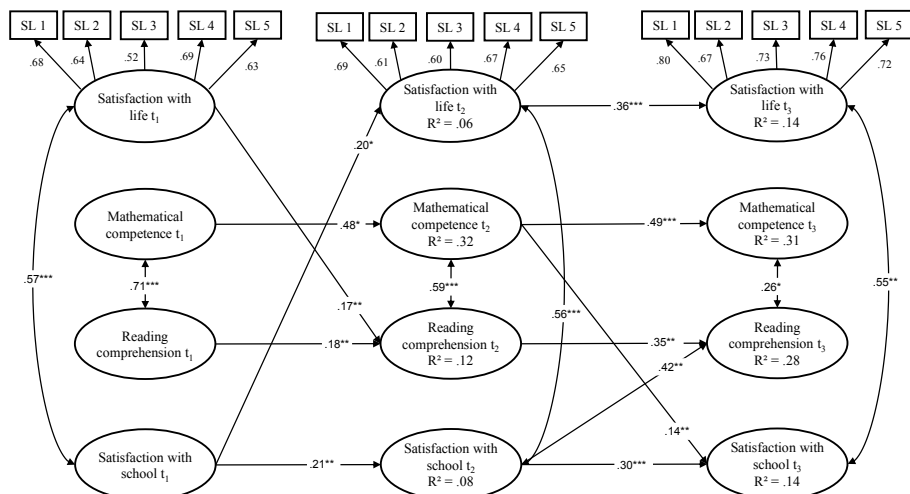 SL 1 SL 2 SL 3 SL 4 SL 5 SL 1 SL 2 SL 3 SL 4 SL 5 SL 1 SL 2 SL 3 SL 4 SL 5
.68 .64 .52 .69 .63 .69 .61 .60 .67 .65 .80 .67 .73 .76 .72
Satisfaction with
life t₁
Satisfaction with
life t₂
R² = .06
.36***
Satisfaction with
life t₃
R² = .14
.20*
Mathematical
competence t₁
.48*
Mathematical
competence t₂
R² = .32
.49***
Mathematical
competence t₃
R² = .31
.57***
.71***
.59***
.26*
.55**
.17**
.56***
Reading
comprehension t₁
.18**
Reading
comprehension t₂
R² = .12
.35**
Reading
comprehension t₃
R² = .28
.42**
.14**
Satisfaction with
school t₁
.21**
Satisfaction with
school t₂
R² = .08
.30***
Satisfaction with
school t₃
R² = .14